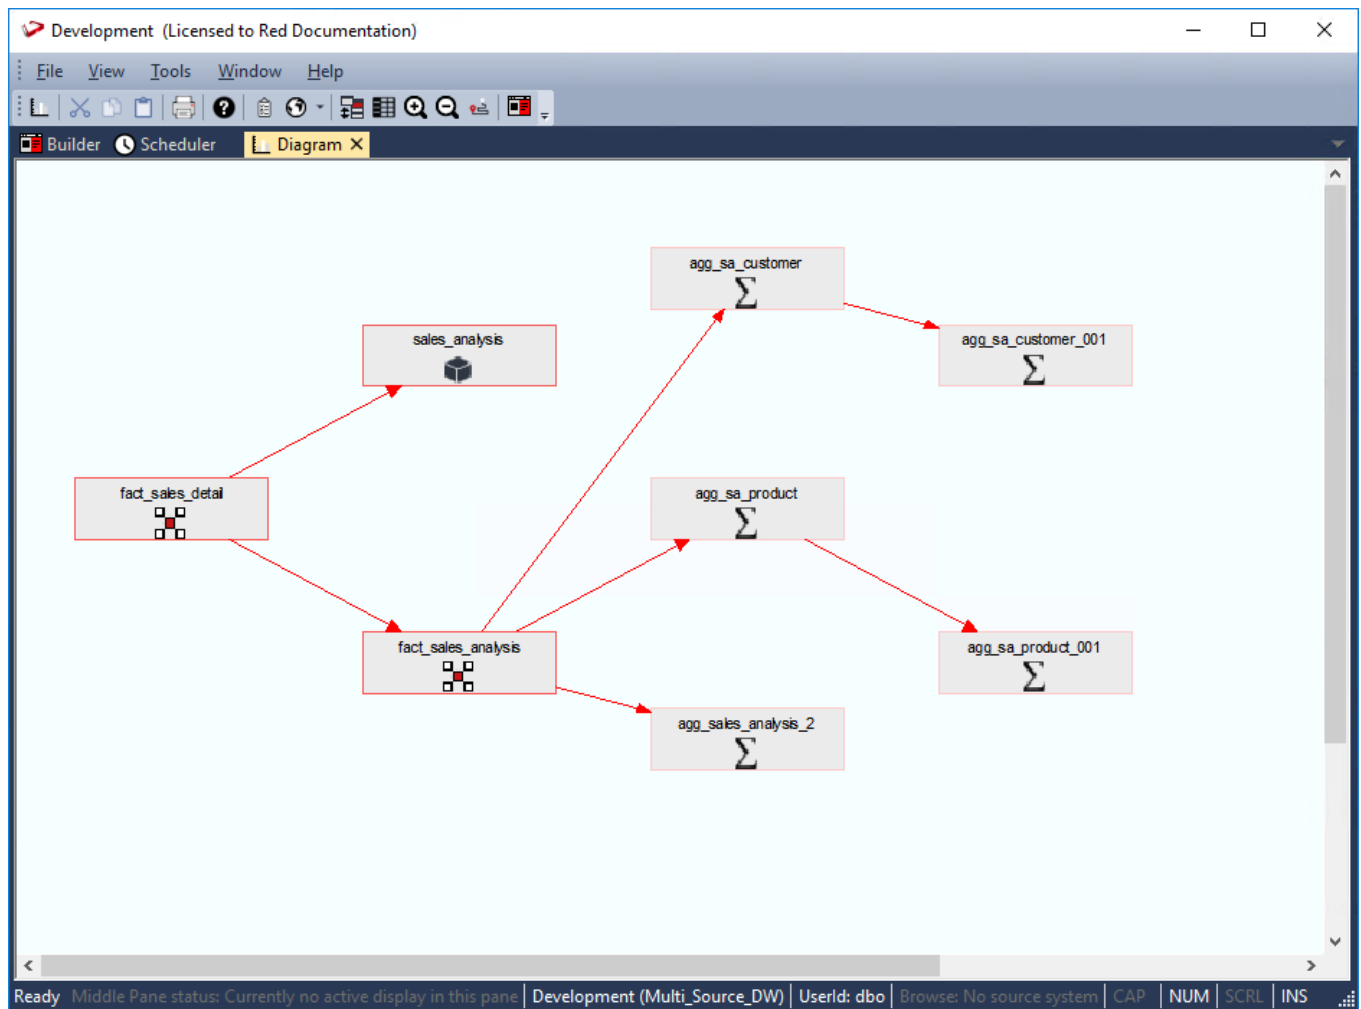 Development (Licensed to Red Documentation)
File View Tools Window Help
Builder Scheduler Diagram
agg_sa_customer
sales_analysis
agg_sa_customer_001
fact_sales_detail
agg_sa_product
fact_sales_analysis
agg_sa_product_001
agg_sales_analysis_2
Ready Middle Pane status: Currently no active display in this pane Development (Multi_Source_DW) UserId: dbo Browse: No source system CAP NUM SCRL INS